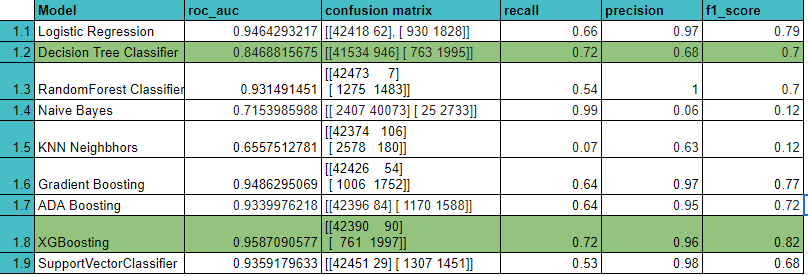 Model roc_auc confusion matrix recall precision f1_score
1.1 Logistic Regression 0.9464293217 [[42418 62], [ 930 1828]] 0.66 0.97 0.79
1.2 Decision Tree Classifier 0.8468815675 [[41534 946] [ 763 1995]] 0.72 0.68 0.7
[[42473 7]
1.3 RandomForest Classifier 0.931491451 [ 1275 1483]] 0.54 1 0.7
1.4 Naive Bayes 0.7153985988 [[ 2407 40073] [ 25 2733]] 0.99 0.06 0.12
[[42374 106]
1.5 KNN Neighbhors 0.6557512781 [ 2578 180]] 0.07 0.63 0.12
[[42426 54]
1.6 Gradient Boosting 0.9486295069 [ 1006 1752]] 0.64 0.97 0.77
1.7 ADA Boosting 0.9339976218 [[42396 84] [ 1170 1588]] 0.64 0.95 0.72
[[42390 90]
1.8 XGBoosting 0.9587090577 [ 761 1997]] 0.72 0.96 0.82
1.9 SupportVectorClassifier 0.9359179633 [[42451 29] [ 1307 1451]] 0.53 0.98 0.68